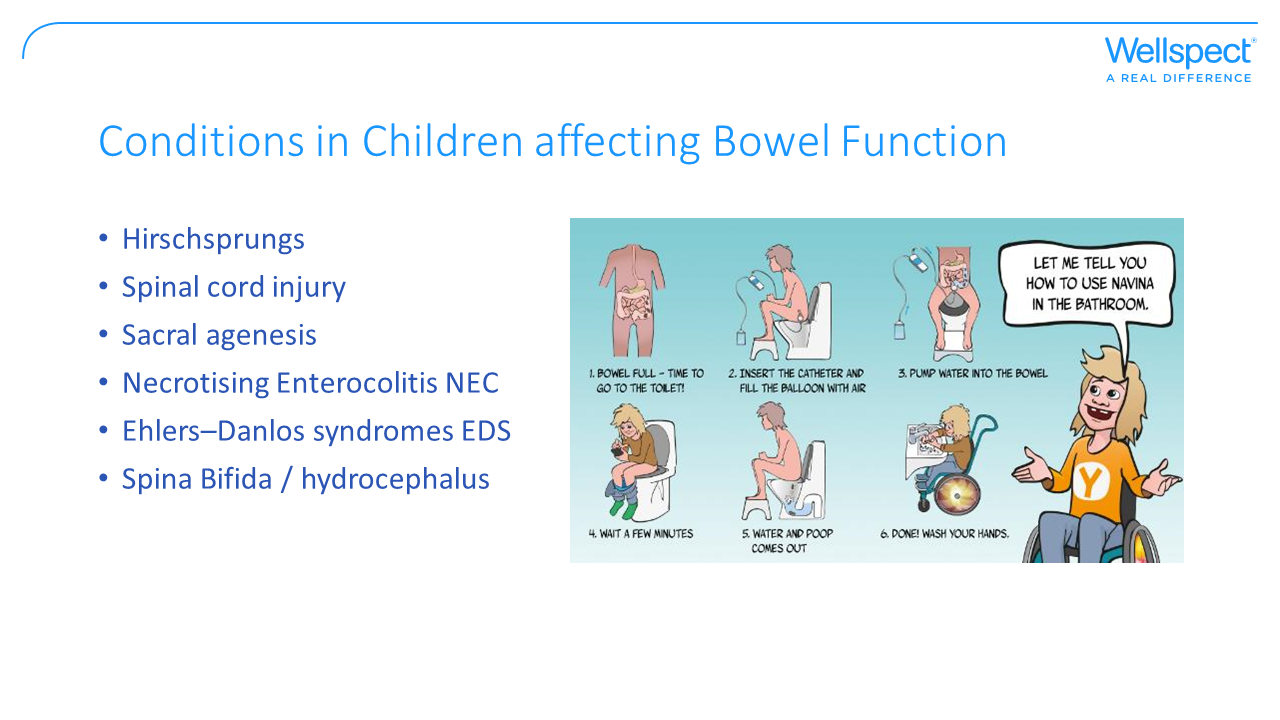 Wellspect®
A REAL DIFFERENCE
Conditions in Children affecting Bowel Function
• Hirschsprungs
• Spinal cord injury
• Sacral agenesis
• Necrotising Enterocolitis NEC
• Ehlers–Danlos syndromes EDS
• Spina Bifida / hydrocephalus
LET ME TELL YOU
HOW TO USE NAVINA
IN THE BATHROOM.
1. BOWEL FULL – TIME TO
GO TO THE TOILET!
2. INSERT THE CATHETER AND
FILL THE BALLOON WITH AIR
3. PUMP WATER INTO THE BOWEL
4. WAIT A FEW MINUTES
5. WATER AND POOP
COMES OUT
6. DONE! WASH YOUR HANDS.
Y